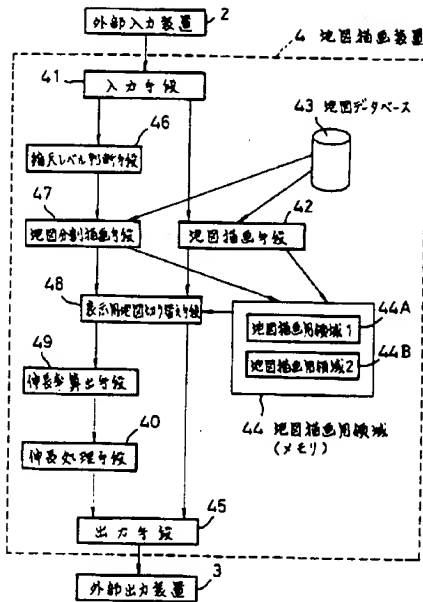 外部入力装置 2
4 地図描画装置
41
入力手段
43 地図データベース
46
縮尺レベル判断手段
47
42
地図分割描画手段
地図描画手段
48
44A
表示用地図切り替え手段
地図描画用領域1
44B
地図描画用領域2
49
伸長率算出手段
44 地図描画用領域
(メモリ)
40
伸長処理手段
45
出力手段
外部出力装置 3